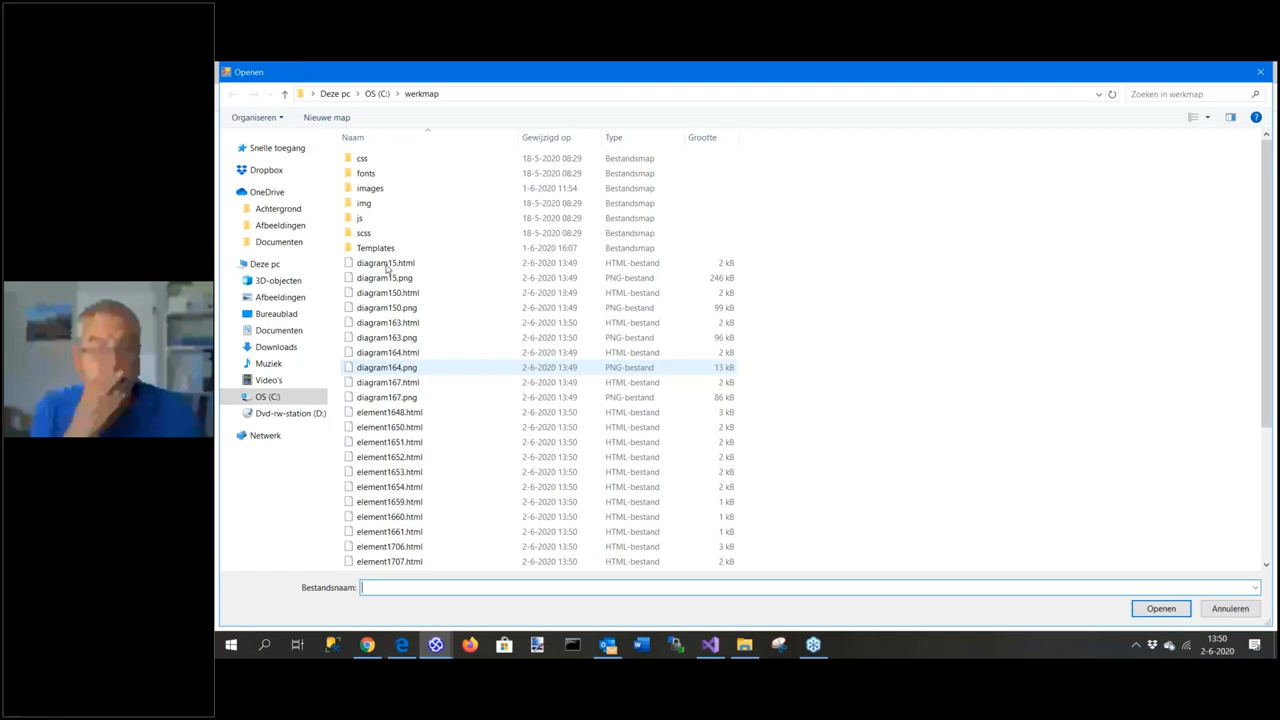 Openen
Deze pc > OS (C:) > werkmap
Zoeken in werkmap
Organiseren
Nieuwe map
Naam Gewijzigd op Type Grootte
Snelle toegang
Dropbox
OneDrive
Achtergrond
Afbeeldingen
Documenten
Deze pc
3D-objecten
Afbeeldingen
Bureaublad
Documenten
Downloads
Muziek
Video's
OS (C:)
Dvd-rw-station (D:)
Netwerk
css 18-5-2020 08:29 Bestandsmap
fonts 18-5-2020 08:29 Bestandsmap
images 1-6-2020 11:54 Bestandsmap
img 18-5-2020 08:29 Bestandsmap
js 18-5-2020 08:29 Bestandsmap
scss 18-5-2020 08:29 Bestandsmap
Templates 1-6-2020 16:07 Bestandsmap
diagram15.html 2-6-2020 13:49 HTML-bestand 2 kB
diagram15.png 2-6-2020 13:49 PNG-bestand 246 kB
diagram150.html 2-6-2020 13:49 HTML-bestand 2 kB
diagram150.png 2-6-2020 13:49 PNG-bestand 99 kB
diagram163.html 2-6-2020 13:50 HTML-bestand 2 kB
diagram163.png 2-6-2020 13:50 PNG-bestand 96 kB
diagram164.html 2-6-2020 13:49 HTML-bestand 2 kB
diagram164.png 2-6-2020 13:49 PNG-bestand 13 kB
diagram167.html 2-6-2020 13:49 HTML-bestand 2 kB
diagram167.png 2-6-2020 13:49 PNG-bestand 86 kB
element1648.html 2-6-2020 13:50 HTML-bestand 3 kB
element1650.html 2-6-2020 13:50 HTML-bestand 2 kB
element1651.html 2-6-2020 13:50 HTML-bestand 2 kB
element1652.html 2-6-2020 13:50 HTML-bestand 2 kB
element1653.html 2-6-2020 13:50 HTML-bestand 2 kB
element1654.html 2-6-2020 13:50 HTML-bestand 2 kB
element1659.html 2-6-2020 13:50 HTML-bestand 1 kB
element1660.html 2-6-2020 13:50 HTML-bestand 1 kB
element1661.html 2-6-2020 13:50 HTML-bestand 1 kB
element1706.html 2-6-2020 13:50 HTML-bestand 3 kB
element1707.html 2-6-2020 13:50 HTML-bestand 2 kB
Bestandsnaam:
Openen
Annuleren
13:50
2-6-2020